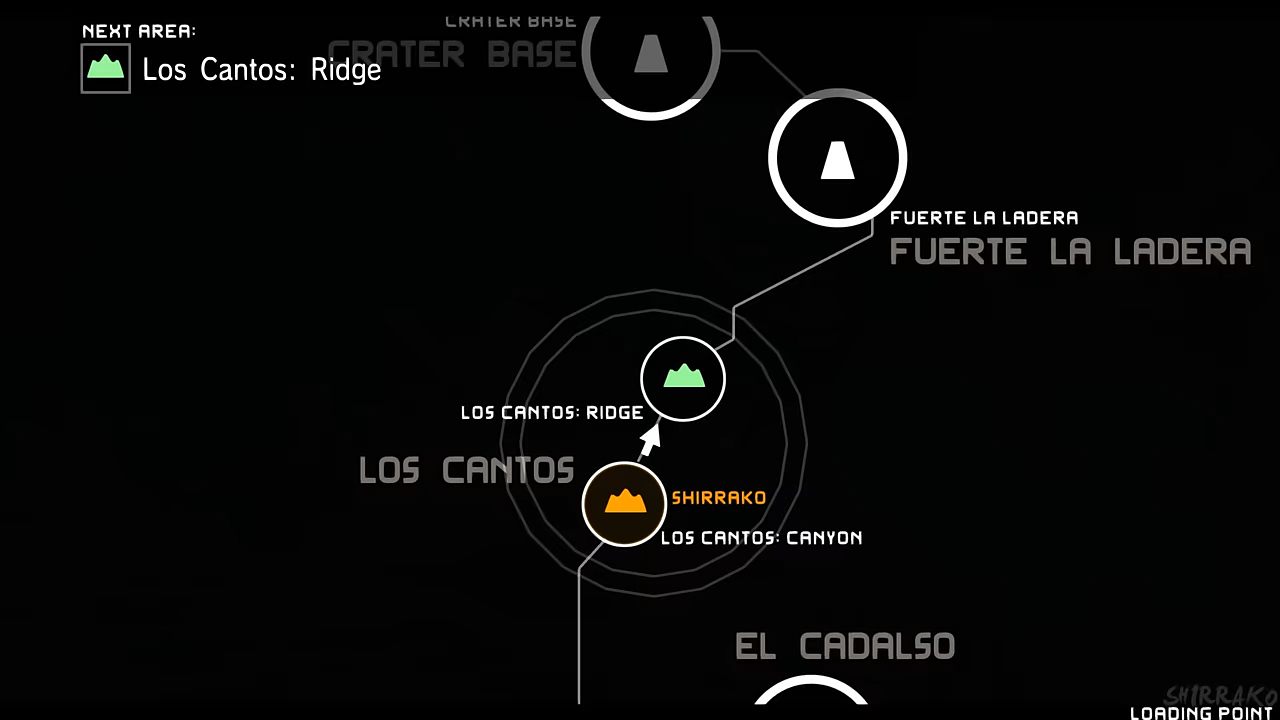 NEXT AREA:
Los Cantos: Ridge
CRATER BASE
CRATER BASE
FUERTE LA LADERA
FUERTE LA LADERA
LOS CANTOS: RIDGE
LOS CANTOS
SHIRRAKO
LOS CANTOS: CANYON
EL CADALSO
SHIRRAKO
LOADING POINT